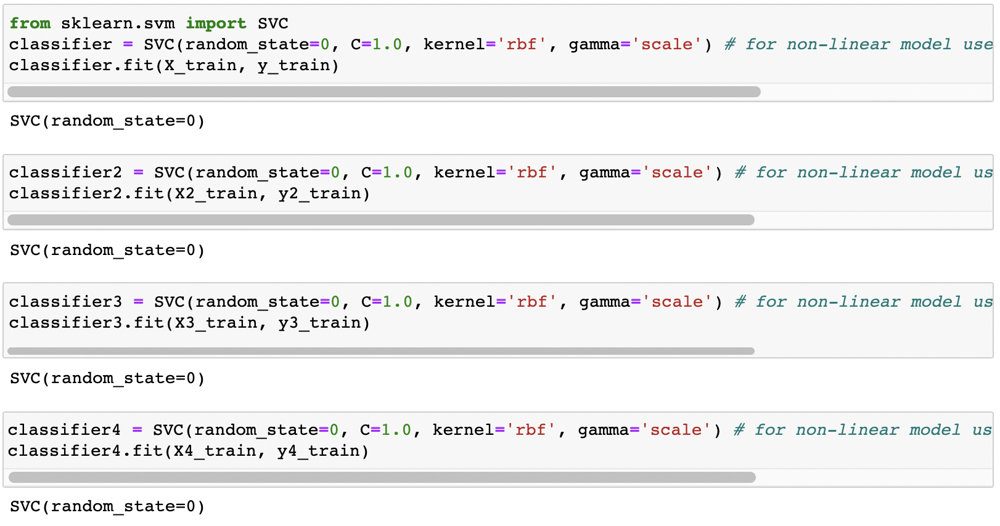 from sklearn.svm import SVC
classifier = SVC(random_state=0, C=1.0, kernel='rbf', gamma='scale') # for non-linear model use
classifier.fit(X_train, y_train)
SVC(random_state=0)
classifier2 = SVC(random_state=0, C=1.0, kernel='rbf', gamma='scale') # for non-linear model us
classifier2.fit(X2_train, y2_train)
SVC(random_state=0)
classifier3 = SVC(random_state=0, C=1.0, kernel='rbf', gamma='scale') # for non-linear model us
classifier3.fit(X3_train, y3_train)
SVC(random_state=0)
classifier4 = SVC(random_state=0, C=1.0, kernel='rbf', gamma='scale') # for non-linear model us
classifier4.fit(X4_train, y4_train)
SVC(random_state=0)